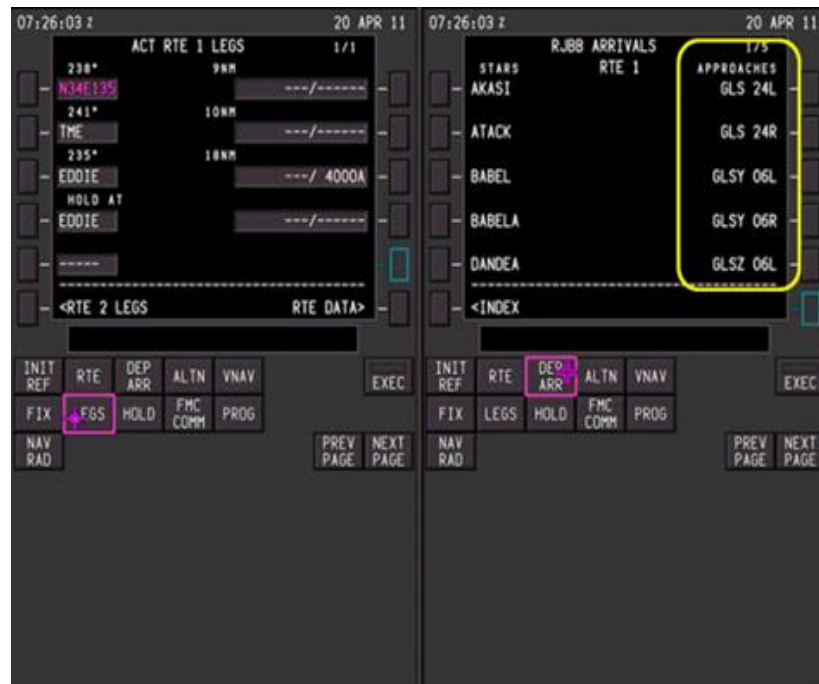 07:26:03 z 20 APR 11
ACT RTE 1 LEGS 1/1
238° 9NM
N34E135 ---/------
241° 10NM
TME ---/------
235° 18NM
EDDIE ---/ 4000A
HOLD AT
EDDIE ---/------
-----
<RTE 2 LEGS RTE DATA>
INIT REF RTE DEP ARR ALTN VNAV EXEC
FIX LEGS HOLD FMC COMM PROG
NAV RAD PREV PAGE NEXT PAGE
07:26:03 z 20 APR 11
RJBB ARRIVALS 1/5
STARS RTE 1 APPROACHES
AKASI GLS 24L
ATACK GLS 24R
BABEL GLSY 06L
BABELA GLSY 06R
DANDEA GLSZ 06L
<INDEX
INIT REF RTE DEP ARR ALTN VNAV EXEC
FIX LEGS HOLD FMC COMM PROG
NAV RAD PREV PAGE NEXT PAGE